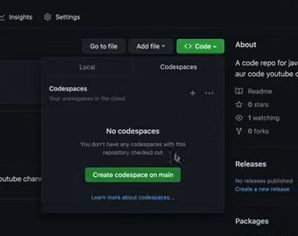 Insights
Settings
Go to file
Add file
Code
About
Local
Codespaces
A code repo for jav
aur code youtube c
Codespaces
Your workspaces in the cloud
Readme
0 stars
1 watching
0 forks
No codespaces
You don't have any codespaces with this
repository checked out
Create codespace on main
Learn more about codespaces...
outube chann
Releases
No releases published
Create a new release
Packages